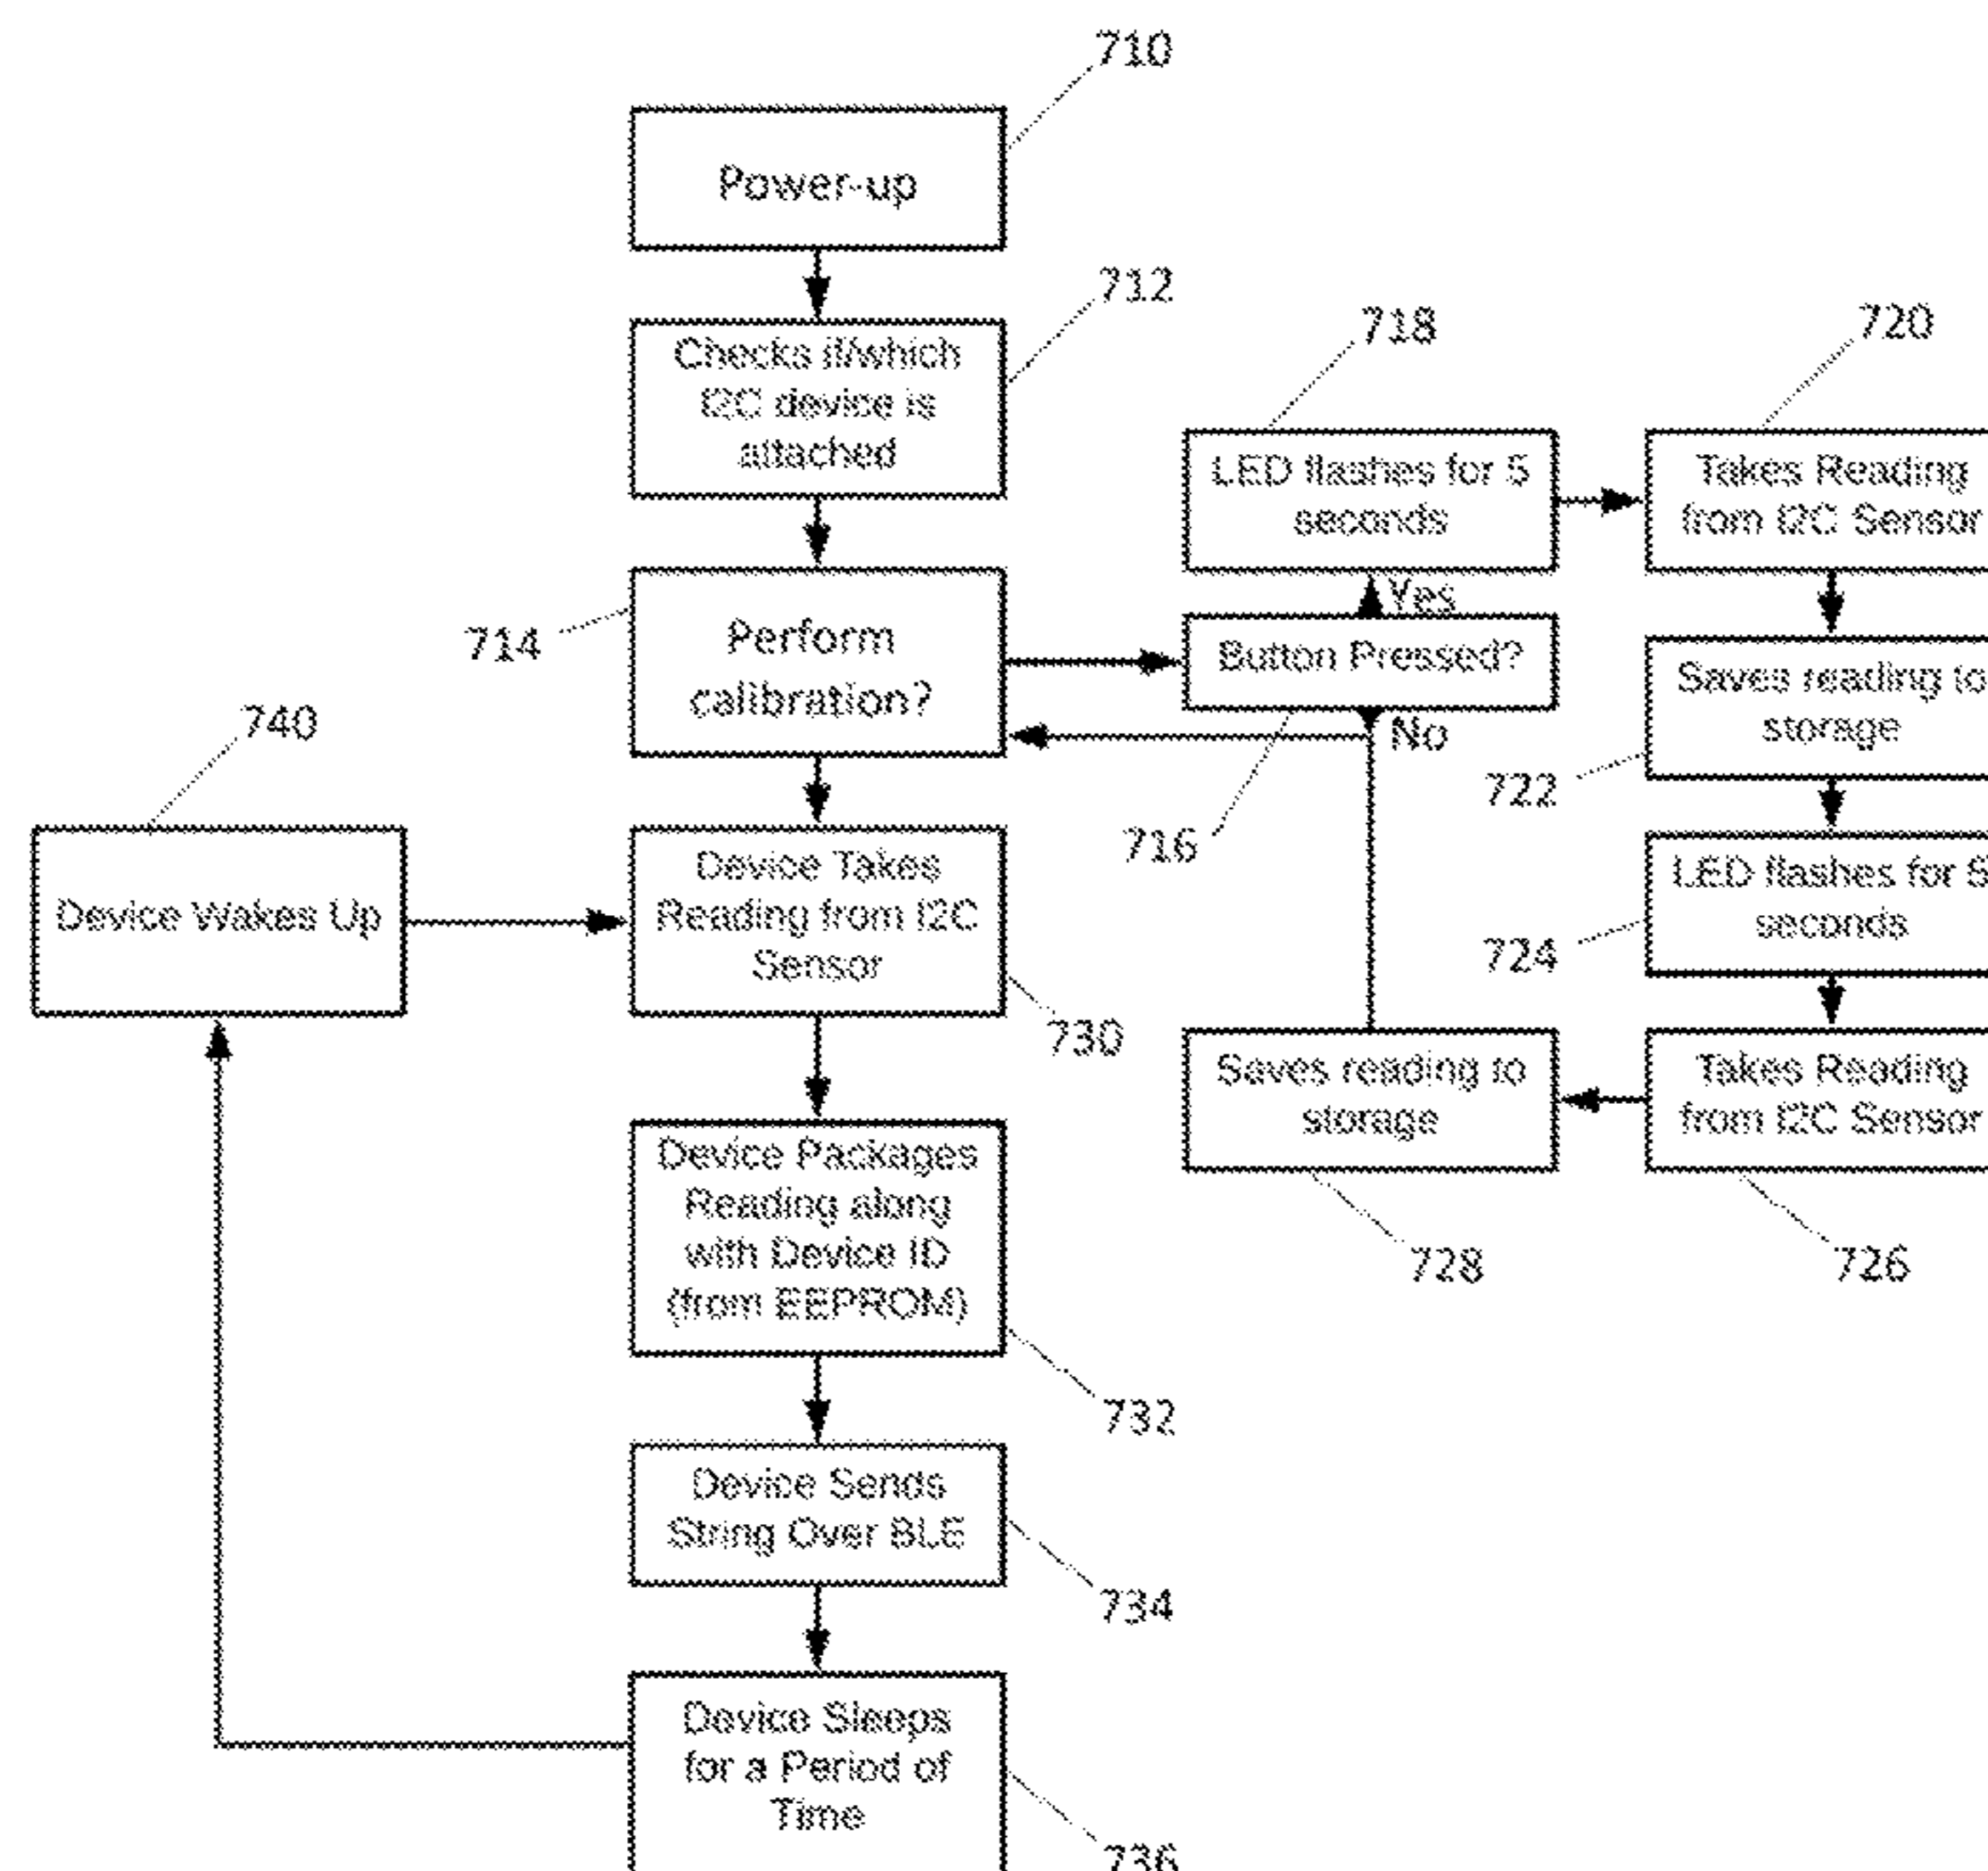 710
Power-up
712
Checks if/which
I2C device is
attached
718
LED flashes for 5
seconds
720
Takes Reading
from I2C Sensor
714
Perform
calibration?
Yes
Button Pressed?
No
716
Saves reading to
storage
722
740
Device Wakes Up
Device Takes
Reading from I2C
Sensor
730
LED flashes for 5
seconds
724
Saves reading to
storage
728
Takes Reading
from I2C Sensor
726
Device Packages
Reading along
with Device ID
(from EEPROM)
732
Device Sends
String Over BLE
734
Device Sleeps
for a Period of
Time
736